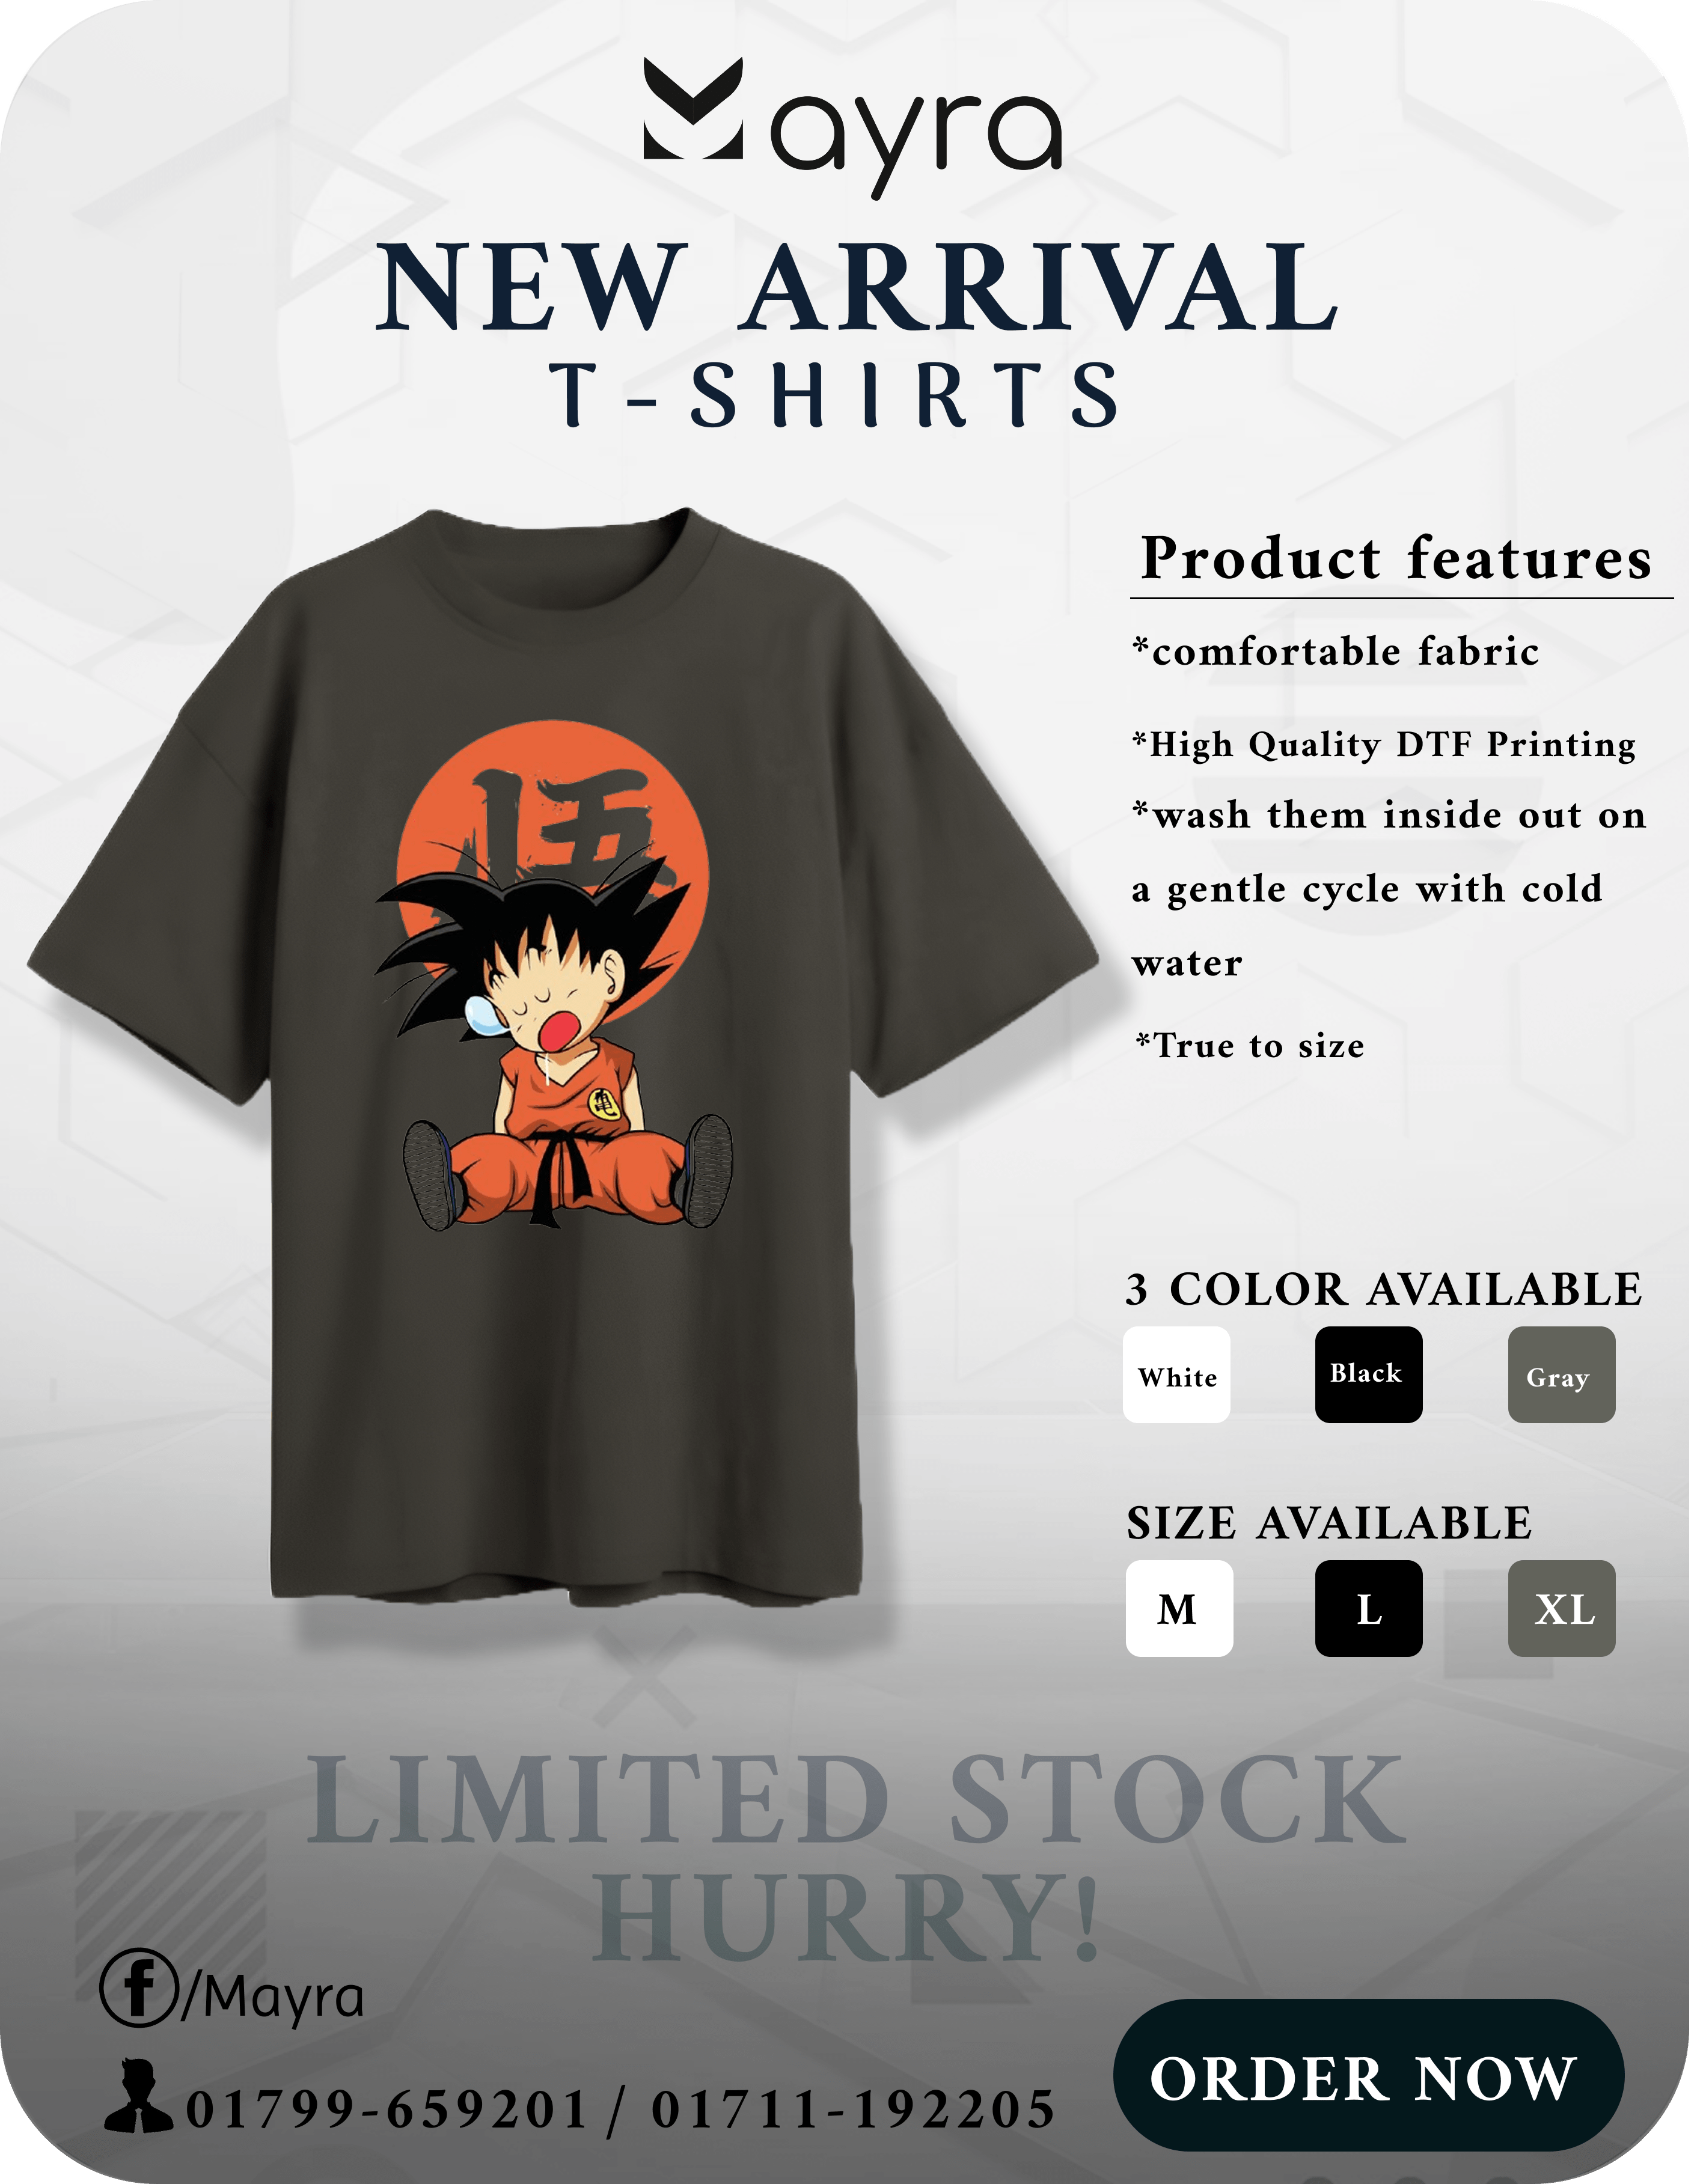 Mayra
NEW ARRIVAL
T-SHIRTS
悟
亀
Product features
*comfortable fabric
*High Quality DTF Printing
*wash them inside out on
a gentle cycle with cold
water
*True to size
3 COLOR AVAILABLE
White Black Gray
SIZE AVAILABLE
M L XL
LIMITED STOCK
HURRY!
f/Mayra
01799-659201 / 01711-192205
ORDER NOW